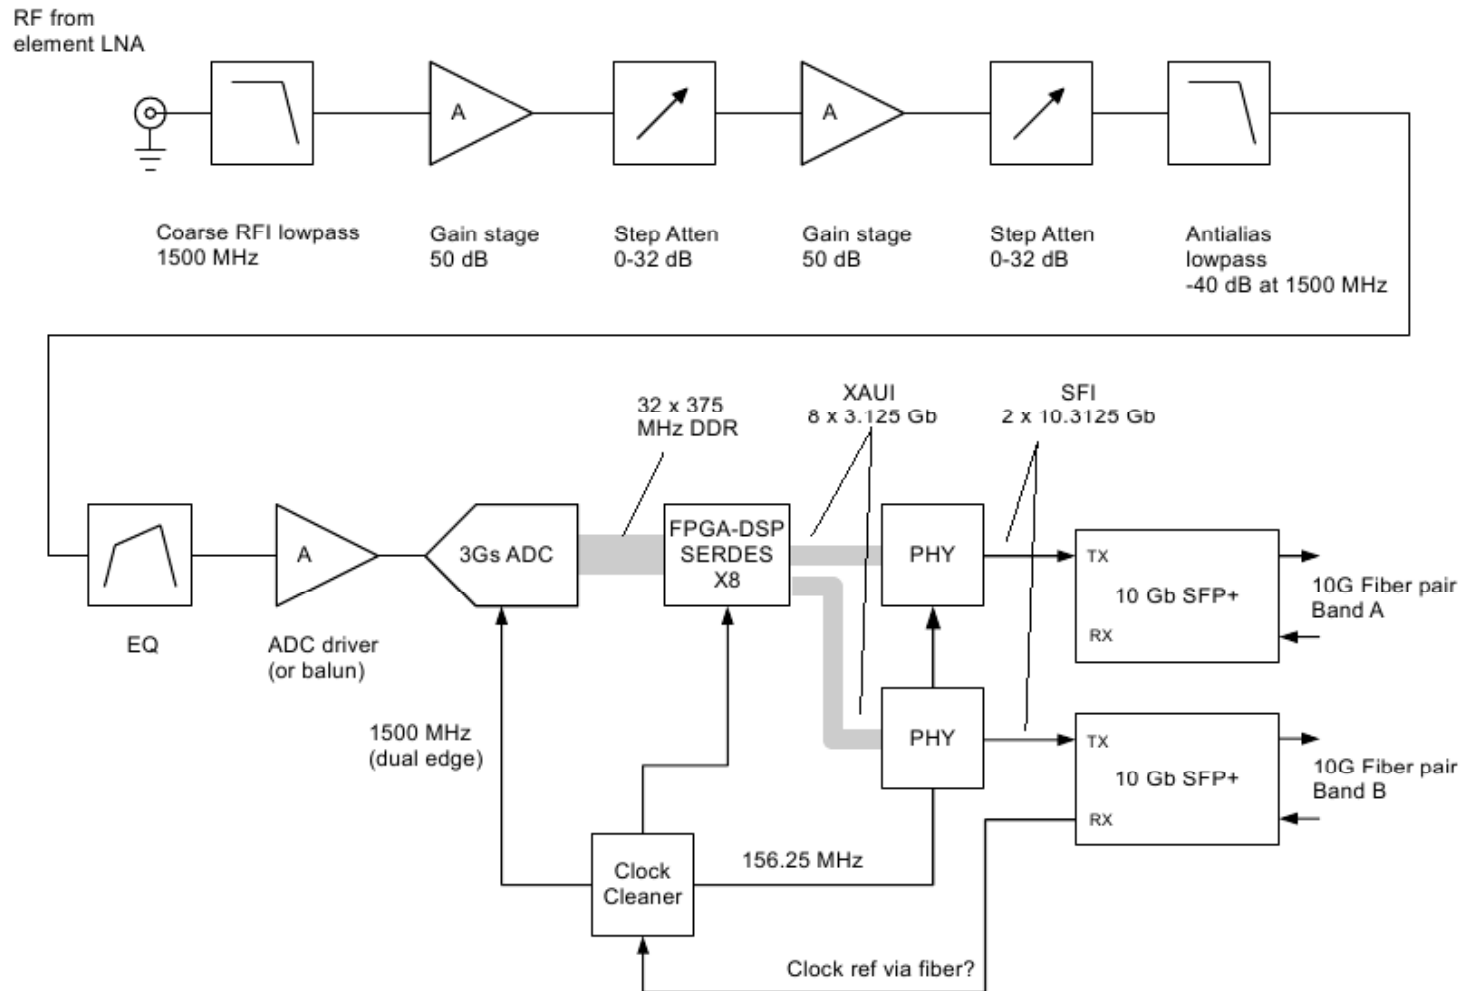 RF from
element LNA
A
A
Coarse RFI lowpass
1500 MHz
Gain stage
50 dB
Step Atten
0-32 dB
Gain stage
50 dB
Step Atten
0-32 dB
Antialias
lowpass
-40 dB at 1500 MHz
32 x 375
MHz DDR
XAUI
8 x 3.125 Gb
SFI
2 x 10.3125 Gb
A
3Gs ADC
FPGA-DSP
SERDES
X8
PHY
TX
10 Gb SFP+
RX
10G Fiber pair
Band A
EQ
ADC driver
(or balun)
1500 MHz
(dual edge)
PHY
TX
10 Gb SFP+
RX
10G Fiber pair
Band B
Clock
Cleaner
156.25 MHz
Clock ref via fiber?